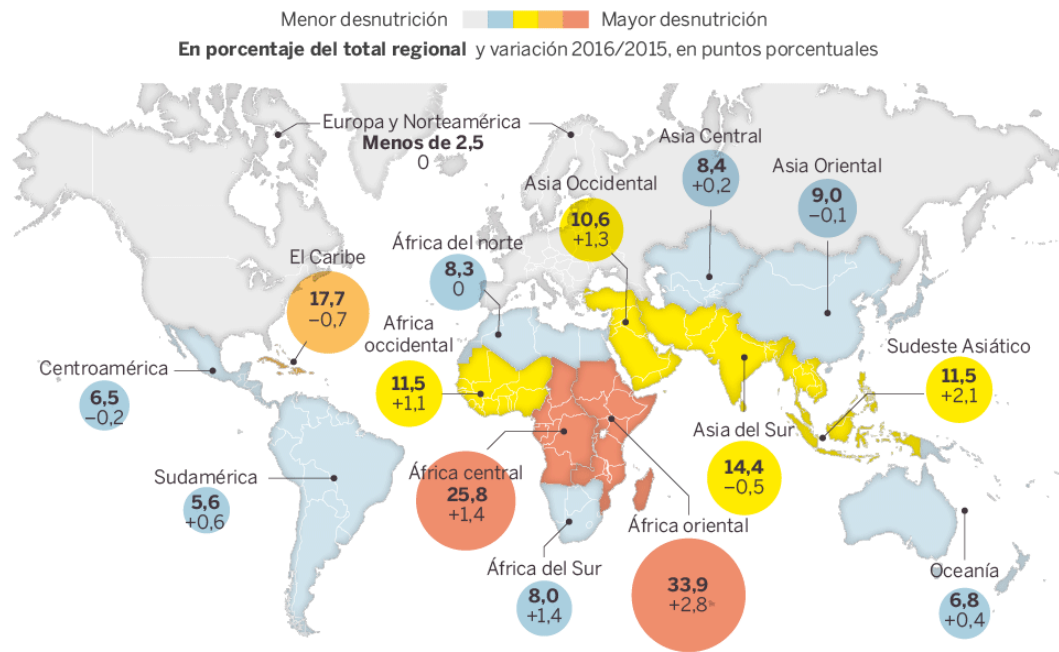 Menor desnutrición
Mayor desnutrición
En porcentaje del total regional y variación 2016/2015, en puntos porcentuales
Europa y Norteamérica
Menos de 2,5
0
Asia Central
8,4
+0,2
Asia Oriental
9,0
−0,1
Asia Occidental
10,6
+1,3
África del norte
8,3
0
El Caribe
17,7
−0,7
Africa
occidental
11,5
+1,1
Centroamérica
6,5
−0,2
Sudeste Asiático
11,5
+2,1
Asia del Sur
14,4
−0,5
Sudamérica
5,6
+0,6
África central
25,8
+1,4
África oriental
33,9
+2,8
África del Sur
8,0
+1,4
Oceanía
6,8
+0,4